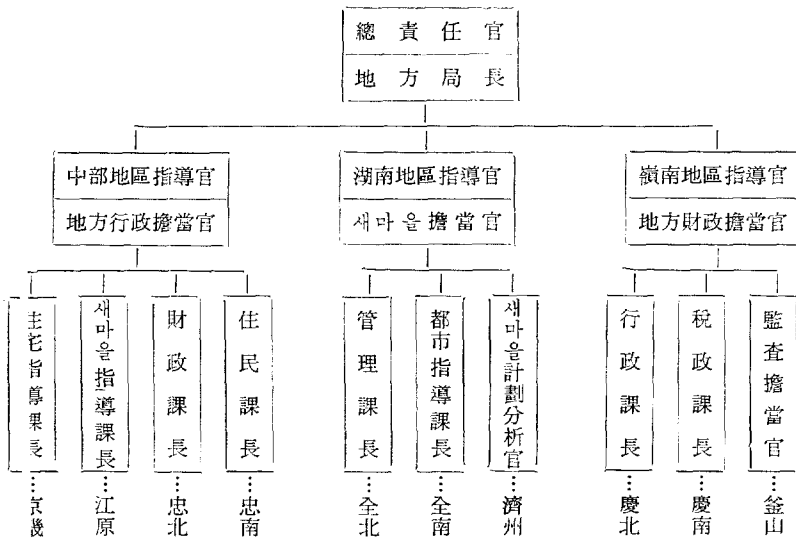 總責任官
地方局長
中部地區指導官
地方行政擔當官
湖南地區指導官
새마을擔當官
嶺南地區指導官
地方財政擔當官
住宅指導課長…京畿
새마을指導課長…江原
財政課長…忠北
住民課長…忠南
管理課長…全北
都市指導課長…全南
새마을計劃分析官…濟州
行政課長…慶北
稅政課長…慶南
監査擔當官…釜山